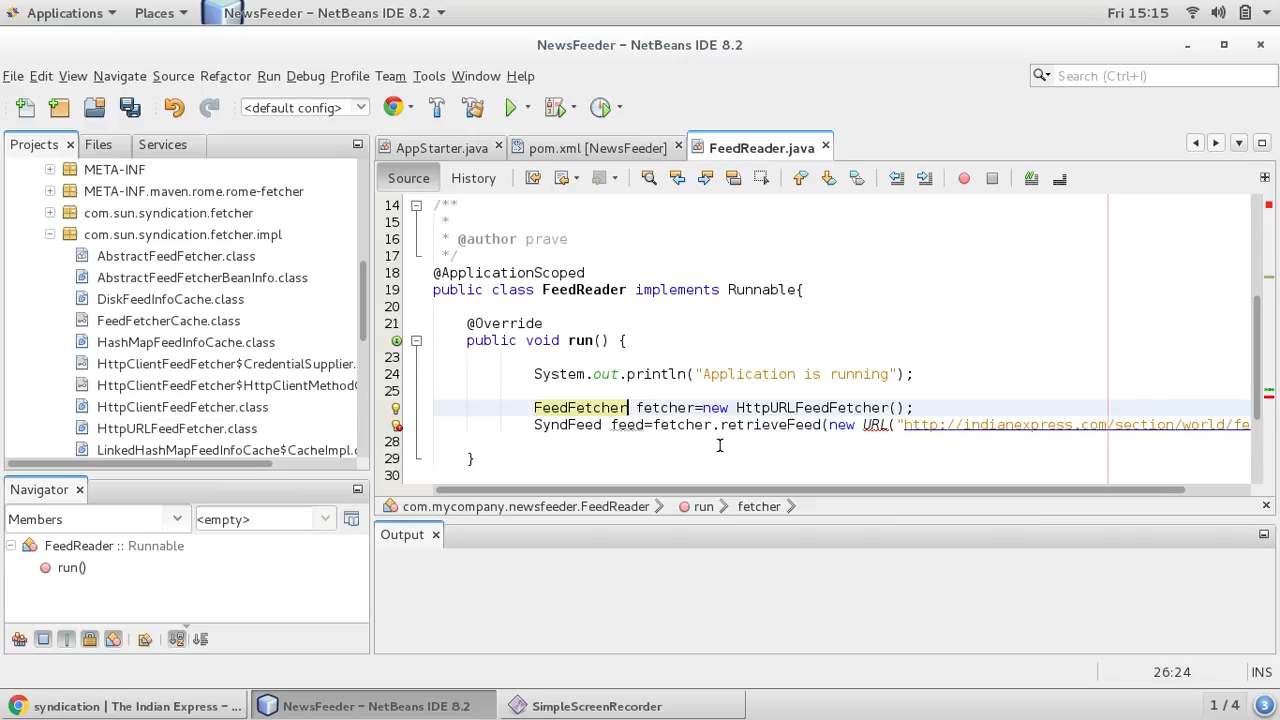 Applications Places NewsFeeder – NetBeans IDE 8.2 Fri 15:15
NewsFeeder – NetBeans IDE 8.2
File Edit View Navigate Source Refactor Run Debug Profile Team Tools Window Help Search (Ctrl+I)
<default config>
Projects Files Services
META-INF
META-INF.maven.rome.rome-fetcher
com.sun.syndication.fetcher
com.sun.syndication.fetcher.impl
AbstractFeedFetcher.class
AbstractFeedFetcherBeanInfo.class
DiskFeedInfoCache.class
FeedFetcherCache.class
HashMapFeedInfoCache.class
HttpClientFeedFetcher$CredentialSupplier.
HttpClientFeedFetcher$HttpClientMethodC
HttpClientFeedFetcher.class
HttpURLFeedFetcher.class
LinkedHashMapFeedInfoCache$CacheImpl.c
Navigator
Members <empty>
FeedReader :: Runnable
run()
AppStarter.java pom.xml [NewsFeeder] FeedReader.java
Source History
14 /**
15 *
16 * @author prave
17 */
18 @ApplicationScoped
19 public class FeedReader implements Runnable{
20
21 @Override
public void run() {
23
24 System.out.println("Application is running");
25
FeedFetcher fetcher=new HttpURLFeedFetcher();
SyndFeed feed=fetcher.retrieveFeed(new URL("http://indianexpress.com/section/world/fe
28
29 }
30
com.mycompany.newsfeeder.FeedReader run fetcher
Output
26:24 INS
syndication | The Indian Express – ... NewsFeeder – NetBeans IDE 8.2 SimpleScreenRecorder 1 / 4 3